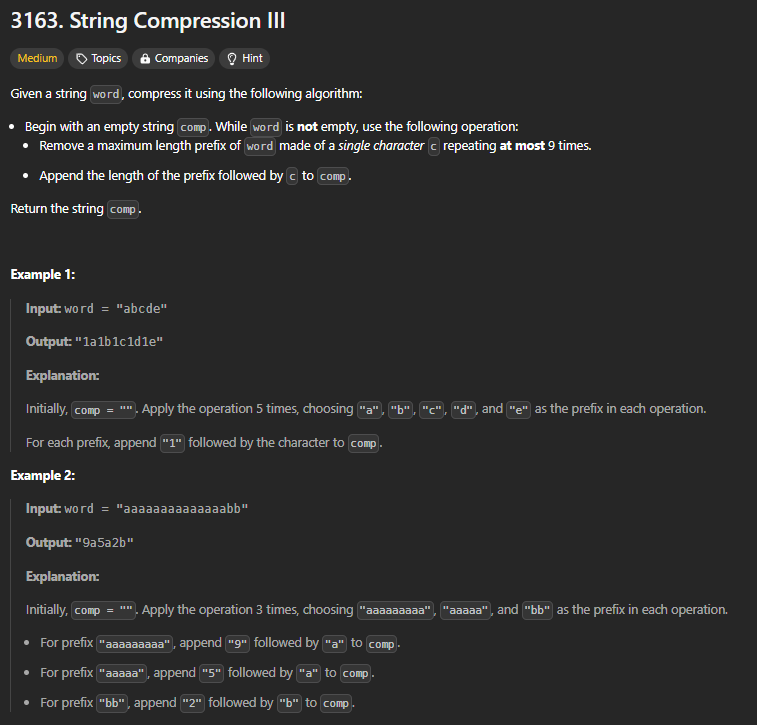 3163. String Compression III
Medium Topics Companies Hint
Given a string word, compress it using the following algorithm:
• Begin with an empty string comp. While word is not empty, use the following operation:
• Remove a maximum length prefix of word made of a single character c repeating at most 9 times.
• Append the length of the prefix followed by c to comp.
Return the string comp.
Example 1:
Input: word = "abcde"
Output: "1a1b1c1d1e"
Explanation:
Initially, comp = "". Apply the operation 5 times, choosing "a", "b", "c", "d", and "e" as the prefix in each operation.
For each prefix, append "1" followed by the character to comp.
Example 2:
Input: word = "aaaaaaaaaaaaaabb"
Output: "9a5a2b"
Explanation:
Initially, comp = "". Apply the operation 3 times, choosing "aaaaaaaaa", "aaaaa", and "bb" as the prefix in each operation.
• For prefix "aaaaaaaaa", append "9" followed by "a" to comp.
• For prefix "aaaaa", append "5" followed by "a" to comp.
• For prefix "bb", append "2" followed by "b" to comp.